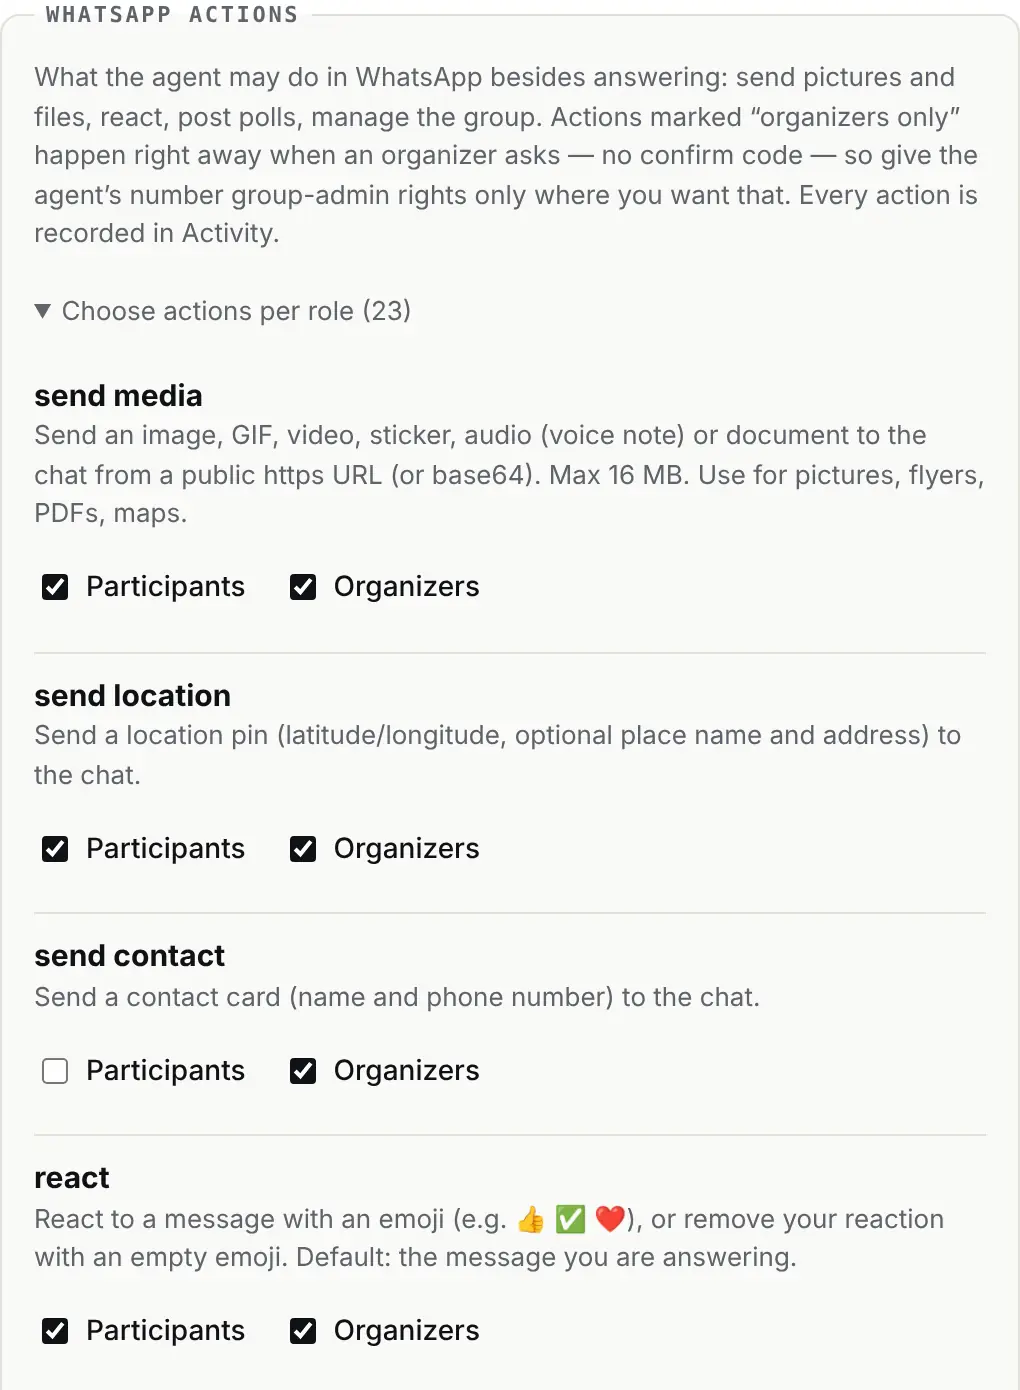 WHATSAPP ACTIONS
What the agent may do in WhatsApp besides answering: send pictures and
files, react, post polls, manage the group. Actions marked “organizers only”
happen right away when an organizer asks — no confirm code — so give the
agent’s number group-admin rights only where you want that. Every action is
recorded in Activity.
▼ Choose actions per role (23)
send media
Send an image, GIF, video, sticker, audio (voice note) or document to the
chat from a public https URL (or base64). Max 16 MB. Use for pictures, flyers,
PDFs, maps.
Participants Organizers
send location
Send a location pin (latitude/longitude, optional place name and address) to
the chat.
Participants Organizers
send contact
Send a contact card (name and phone number) to the chat.
Participants Organizers
react
React to a message with an emoji (e.g. 👍 ✅ ❤️), or remove your reaction
with an empty emoji. Default: the message you are answering.
Participants Organizers